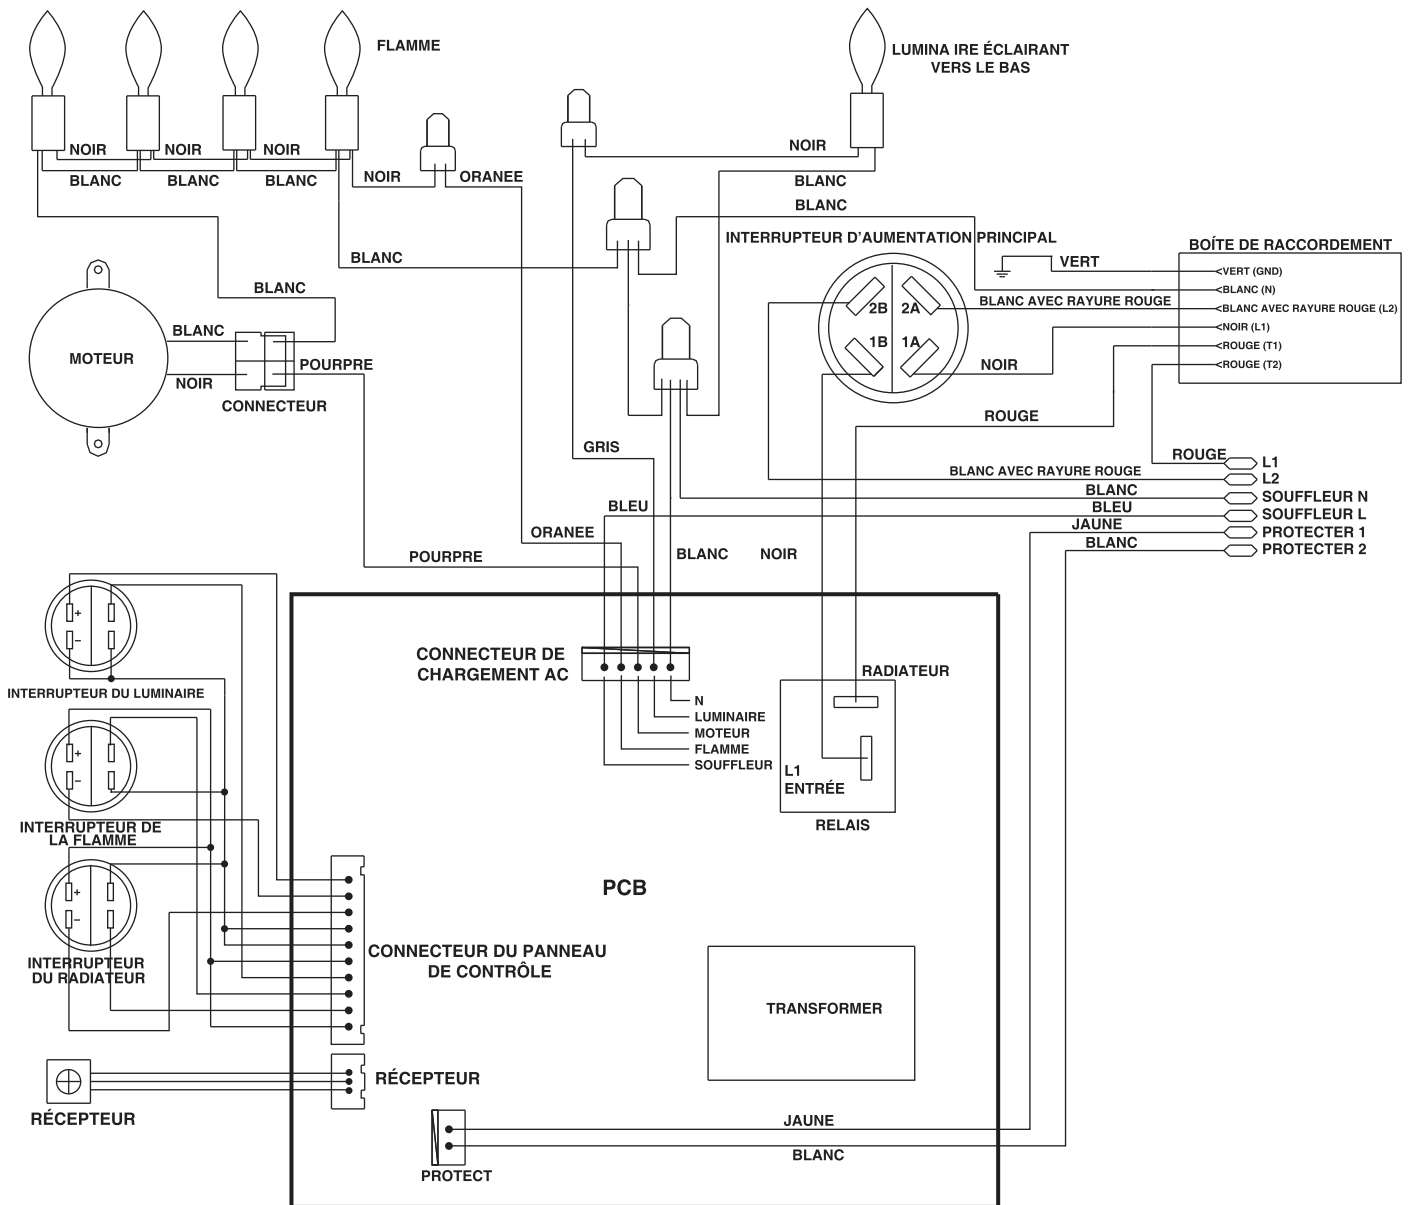 FLAMME
LUMINA IRE ÉCLAIRANT
VERS LE BAS
NOIR
NOIR
NOIR
NOIR
BLANC
BLANC
BLANC
NOIR
ORANEE
BLANC
BLANC
INTERRUPTEUR D'AUMENTATION PRINCIPAL
BOÍTE DE RACCORDEMENT
BLANC
VERT
<VERT (GND)
BLANC
<BLANC (N)
2B
2A
BLANC AVEC RAYURE ROUGE
<BLANC AVEC RAYURE ROUGE (L2)
BLANC
<NOIR (L1)
1B
1A
<ROUGE (T1)
MOTEUR
POURPRE
NOIR
<ROUGE (T2)
NOIR
CONNECTEUR
ROUGE
GRIS
ROUGE
L1
BLANC AVEC RAYURE ROUGE
L2
BLANC
SOUFFLEUR N
BLEU
BLEU
SOUFFLEUR L
ORANEE
JAUNE
PROTECTER 1
POURPRE
BLANC
NOIR
BLANC
PROTECTER 2
+
−
CONNECTEUR DE
CHARGEMENT AC
RADIATEUR
INTERRUPTEUR DU LUMINAIRE
N
LUMINAIRE
MOTEUR
FLAMME
SOUFFLEUR
+
−
L1
ENTRÉE
INTERRUPTEUR DE
LA FLAMME
RELAIS
+
−
PCB
INTERRUPTEUR
DU RADIATEUR
CONNECTEUR DU PANNEAU
DE CONTRÔLE
TRANSFORMER
RÉCEPTEUR
RÉCEPTEUR
JAUNE
BLANC
PROTECT